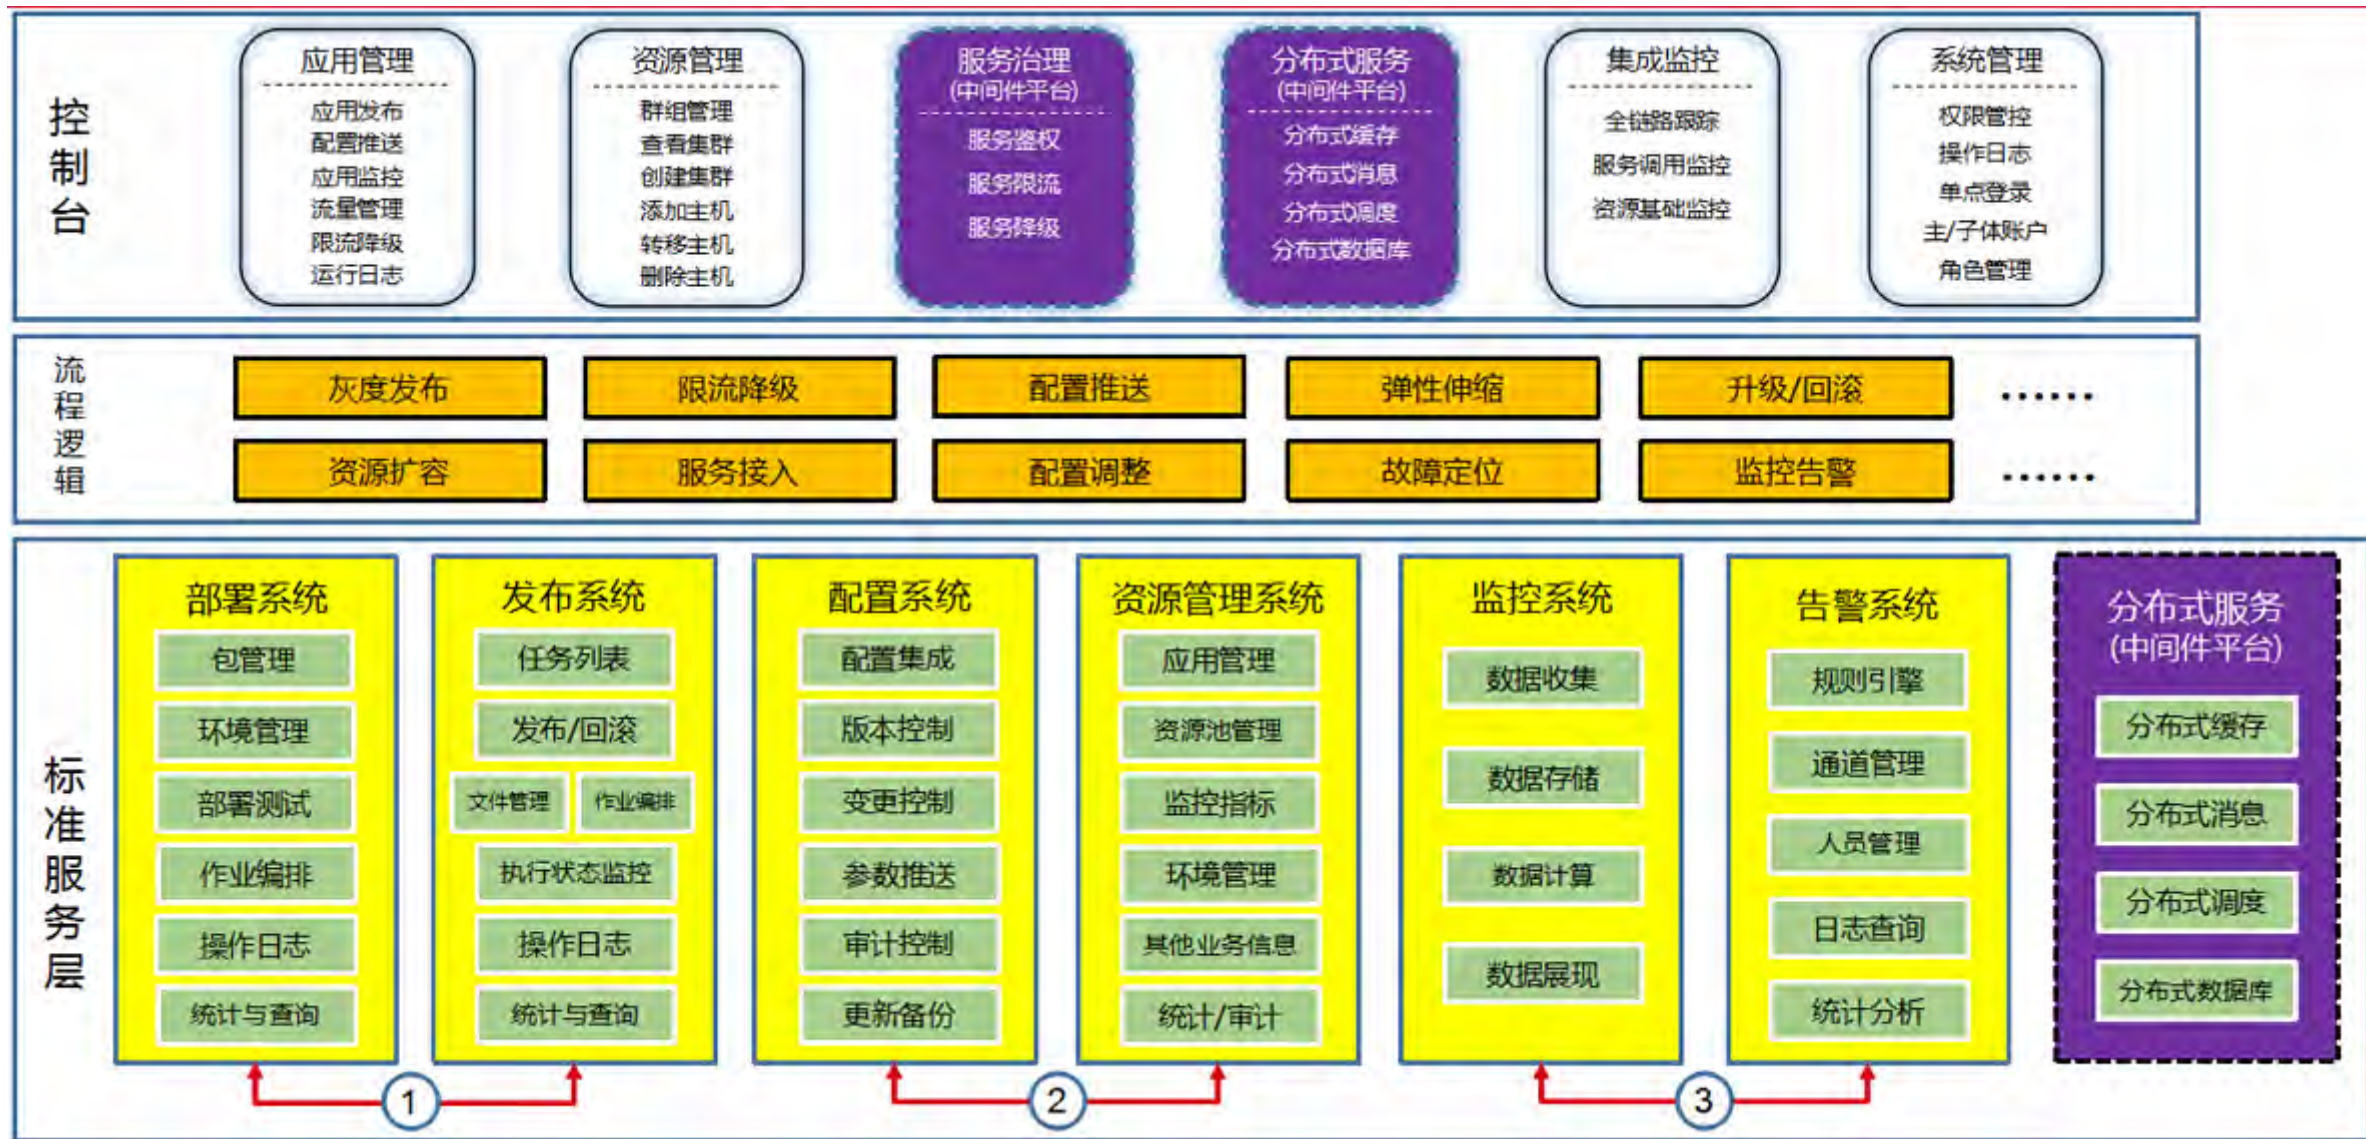 控制台
应用管理
应用发布
配置推送
应用监控
流量管理
限流降级
运行日志
资源管理
群组管理
查看集群
创建集群
添加主机
转移主机
删除主机
服务治理
(中间件平台)
服务鉴权
服务限流
服务降级
分布式服务
(中间件平台)
分布式缓存
分布式消息
分布式调度
分布式数据库
集成监控
全链路跟踪
服务调用监控
资源基础监控
系统管理
权限管控
操作日志
单点登录
主/子体账户
角色管理
流程逻辑
灰度发布
限流降级
配置推送
弹性伸缩
升级/回滚
······
资源扩容
服务接入
配置调整
故障定位
监控告警
······
标准服务层
部署系统
包管理
环境管理
部署测试
作业编排
操作日志
统计与查询
发布系统
任务列表
发布/回滚
文件管理
作业编排
执行状态监控
操作日志
统计与查询
配置系统
配置集成
版本控制
变更控制
参数推送
审计控制
更新备份
资源管理系统
应用管理
资源池管理
监控指标
环境管理
其他业务信息
统计/审计
监控系统
数据收集
数据存储
数据计算
数据展现
告警系统
规则引擎
通道管理
人员管理
日志查询
统计分析
分布式服务
(中间件平台)
分布式缓存
分布式消息
分布式调度
分布式数据库
1
2
3